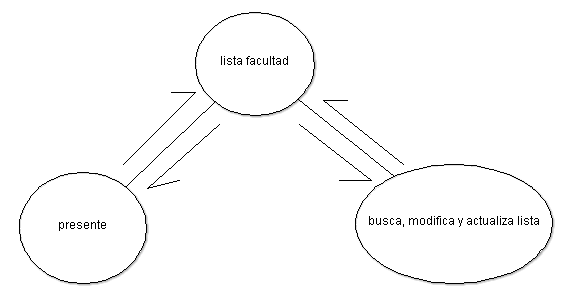 lista facultad
presente
busca, modifica y actualiza lista